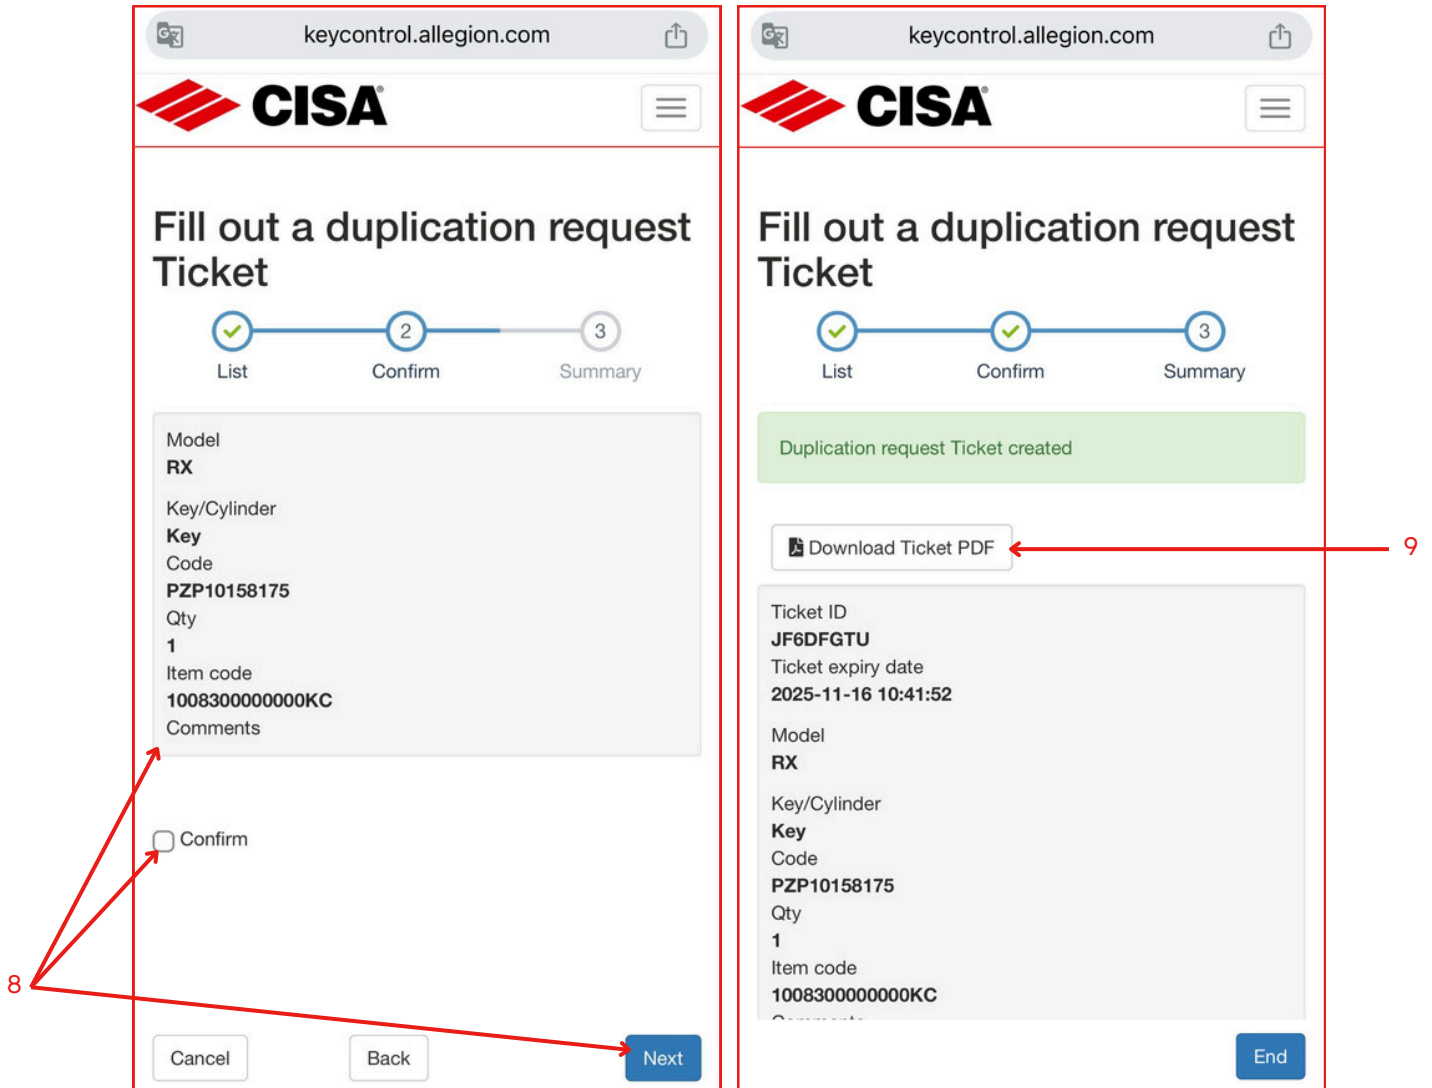 keycontrol.allegion.com
CISA
Fill out a duplication request
Ticket
2
3
List
Confirm
Summary
Model
RX
Key/Cylinder
Key
Code
PZP10158175
Qty
1
Item code
1008300000000KC
Comments
Confirm
8
Cancel
Back
Next
keycontrol.allegion.com
CISA
Fill out a duplication request
Ticket
3
List
Confirm
Summary
Duplication request Ticket created
Download Ticket PDF
9
Ticket ID
JF6DFGTU
Ticket expiry date
2025-11-16 10:41:52
Model
RX
Key/Cylinder
Key
Code
PZP10158175
Qty
1
Item code
1008300000000KC
End